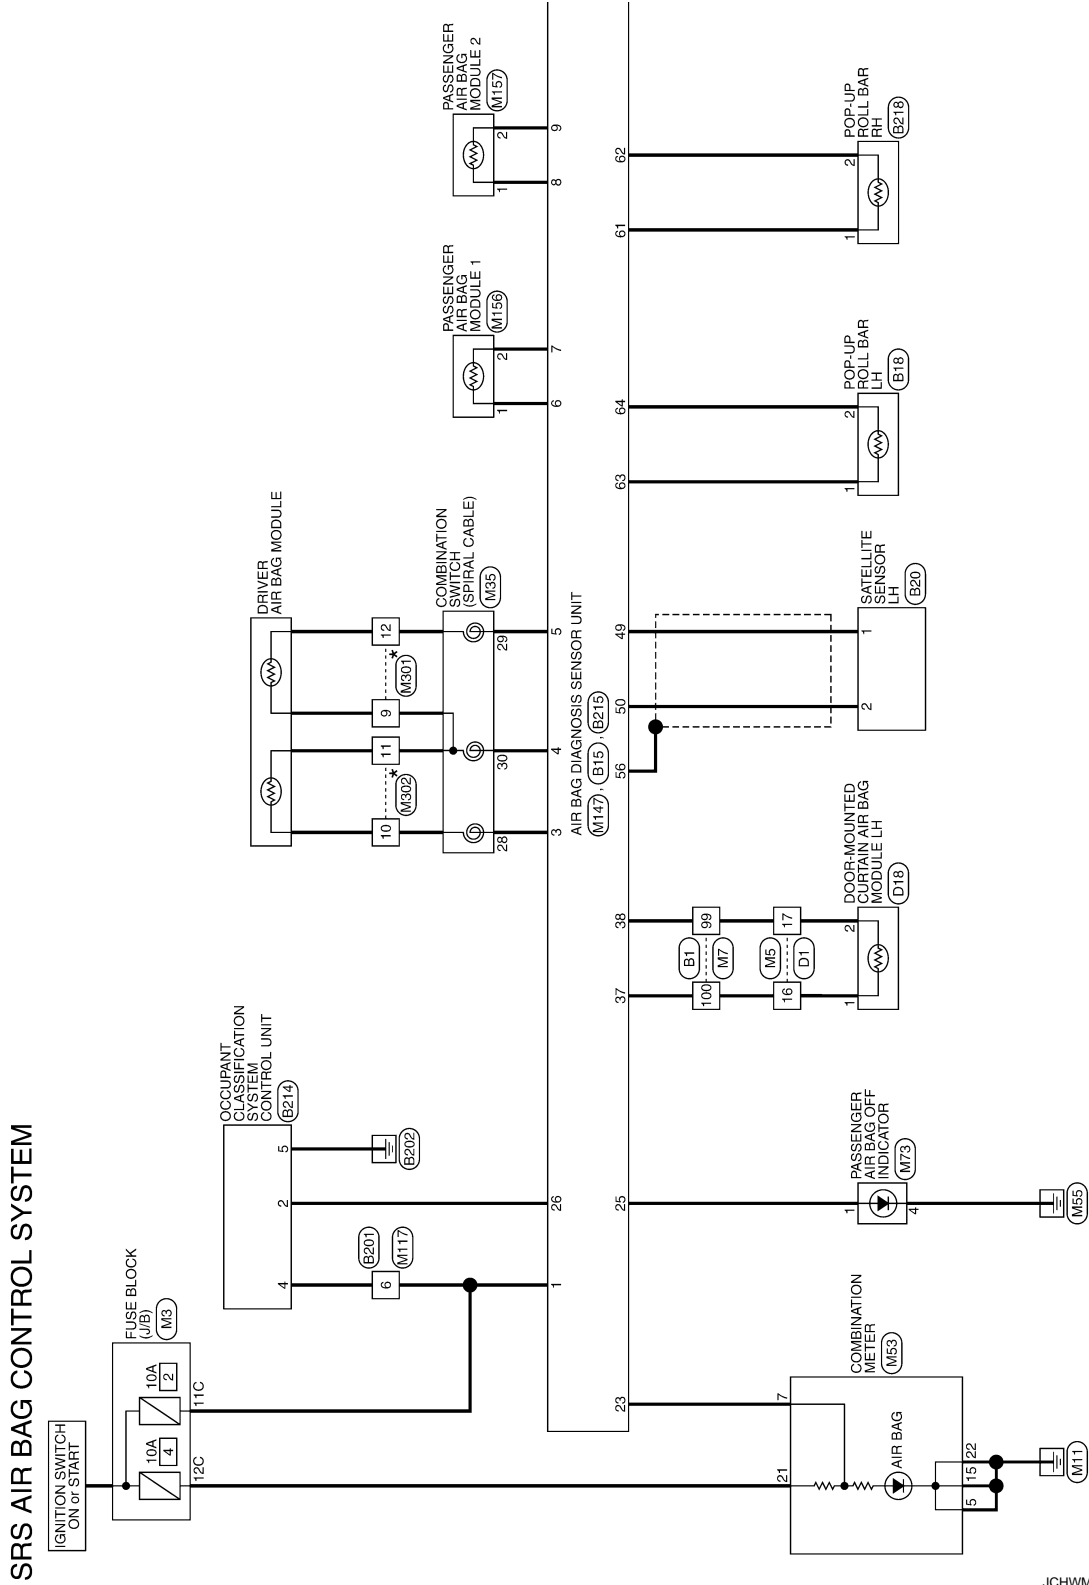 SRS AIR BAG CONTROL SYSTEM
IGNITION SWITCH
ON or START
FUSE BLOCK
(J/B)
M3
10A
4
10A
2
12C
11C
OCCUPANT
CLASSIFICATION
SYSTEM
CONTROL UNIT
B214
4
2
5
B201
6
M117
B202
DRIVER
AIR BAG MODULE
10
11
9
12
M302
*
M301
*
COMBINATION
SWITCH
(SPIRAL CABLE)
M35
28
30
29
PASSENGER
AIR BAG
MODULE 1
M156
1
2
PASSENGER
AIR BAG
MODULE 2
M157
1
2
1
26
3
4
5
6
7
8
9
AIR BAG DIAGNOSIS SENSOR UNIT
M147 , B15 , B215
23
25
37
38
56
50
49
63
64
61
62
COMBINATION
METER
M53
21
7
AIR BAG
5
15
22
M11
PASSENGER
AIR BAG OFF
INDICATOR
M73
1
4
M55
B1
100
99
M7
M5
16
17
D1
DOOR-MOUNTED
CURTAIN AIR BAG
MODULE LH
D18
1
2
SATELLITE
SENSOR
LH
B20
2
1
POP-UP
ROLL BAR
LH
B18
1
2
POP-UP
ROLL BAR
RH
B218
1
2
JCHWM